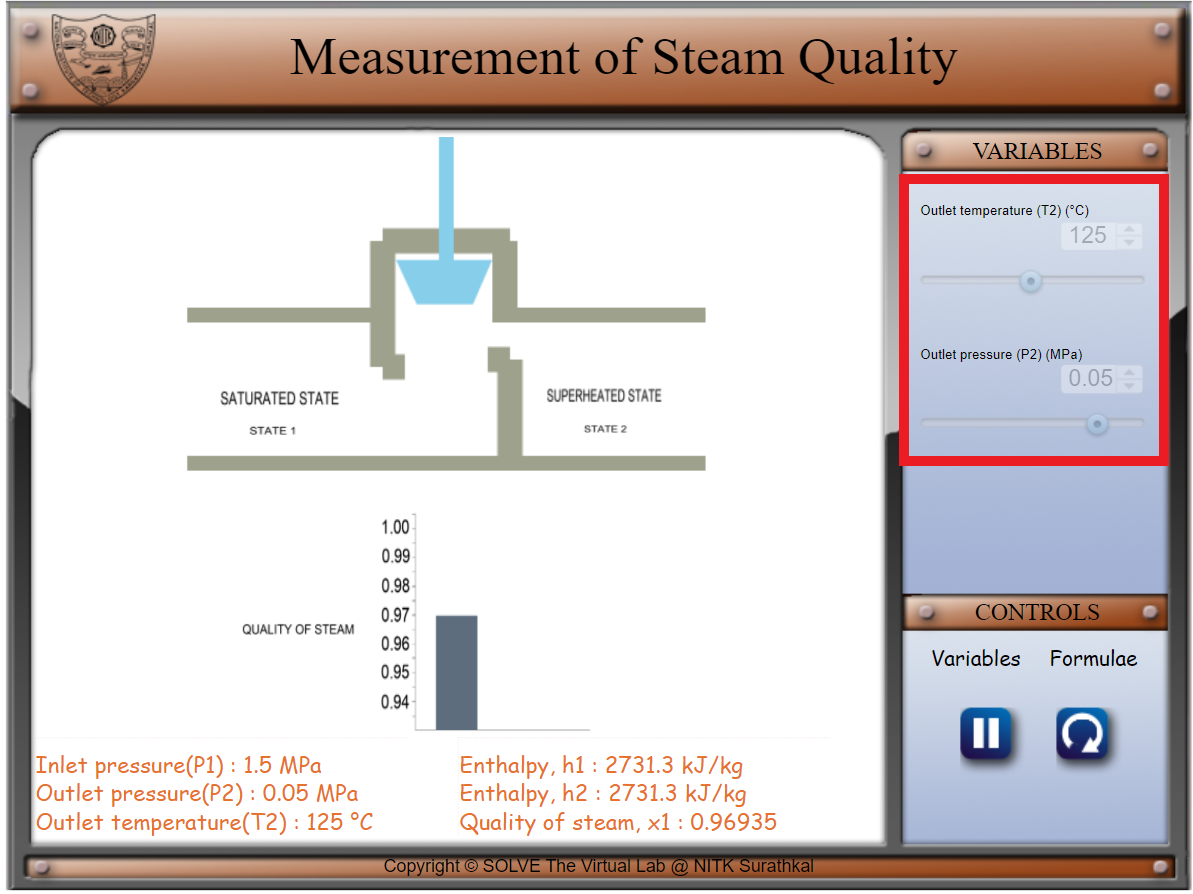 Measurement of Steam Quality
VARIABLES
Outlet temperature (T2) (°C)
125
Outlet pressure (P2) (MPa)
0.05
SATURATED STATE
STATE 1
SUPERHEATED STATE
STATE 2
1.00
0.99
0.98
0.97
0.96
0.95
0.94
QUALITY OF STEAM
CONTROLS
Variables Formulae
Inlet pressure(P1) : 1.5 MPa
Outlet pressure(P2) : 0.05 MPa
Outlet temperature(T2) : 125 °C
Enthalpy, h1 : 2731.3 kJ/kg
Enthalpy, h2 : 2731.3 kJ/kg
Quality of steam, x1 : 0.96935
Copyright © SOLVE The Virtual Lab @ NITK Surathkal